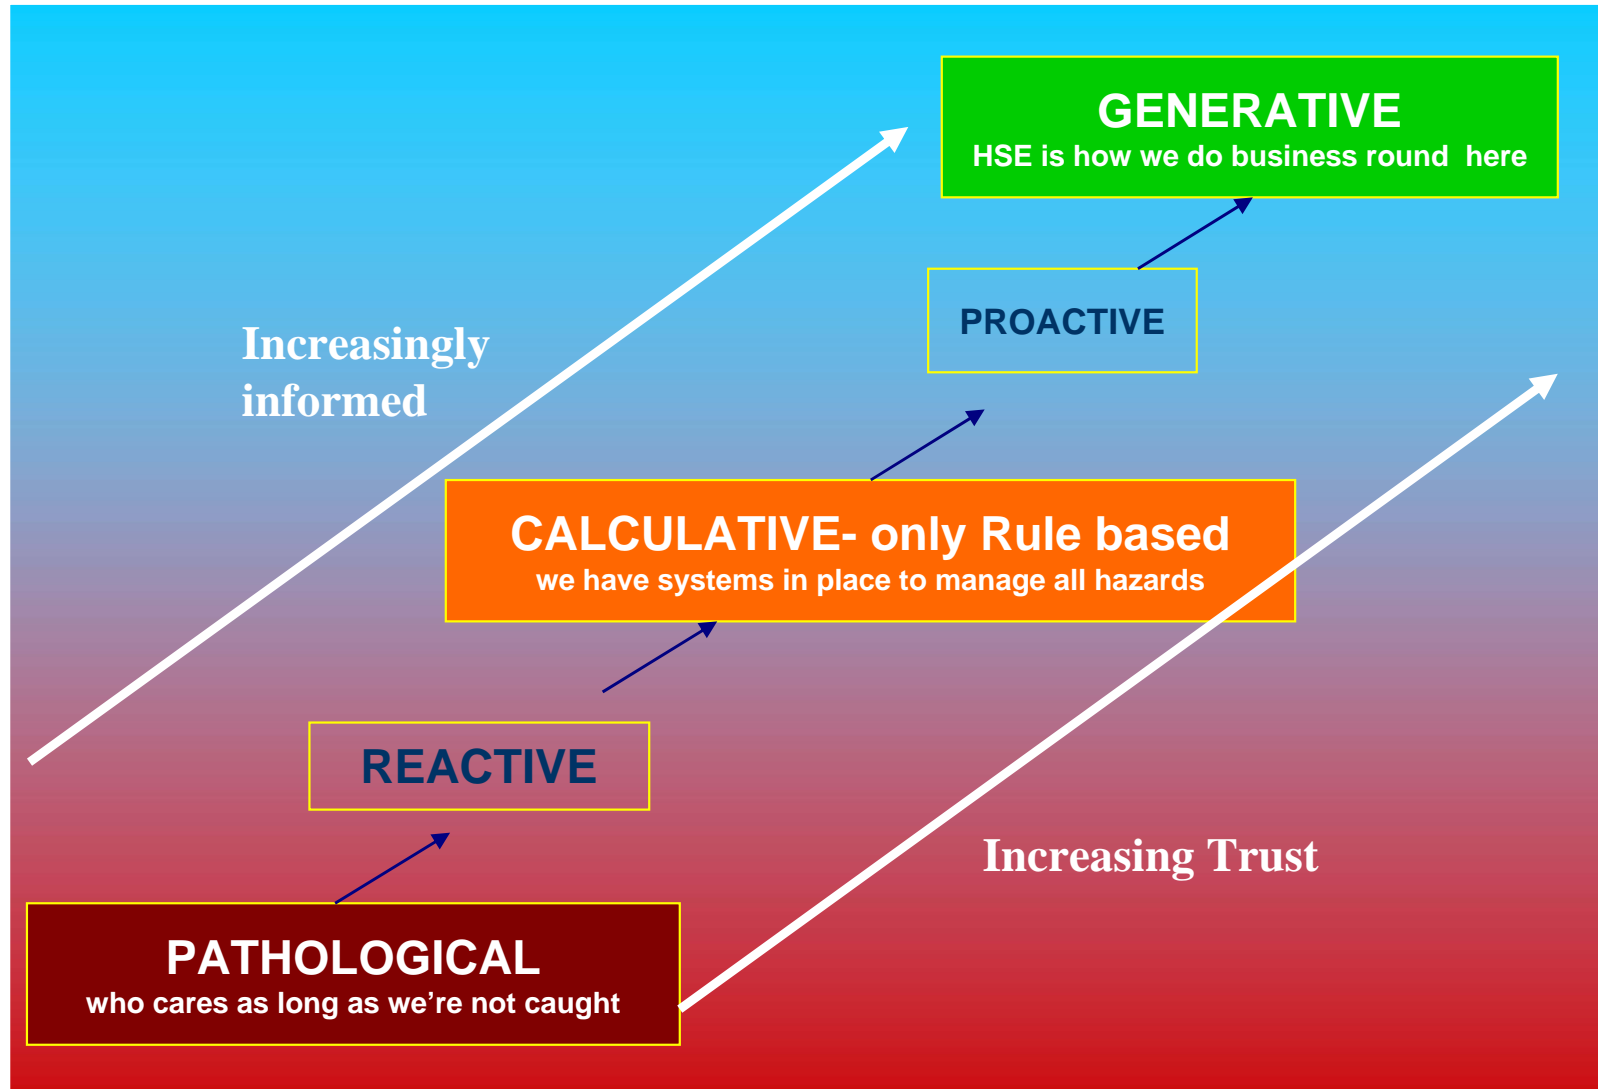 GENERATIVE
HSE is how we do business round  here
PROACTIVE
Increasingly
informed
CALCULATIVE- only Rule based
we have systems in place to manage all hazards
REACTIVE
Increasing Trust
PATHOLOGICAL
who cares as long as we’re not caught